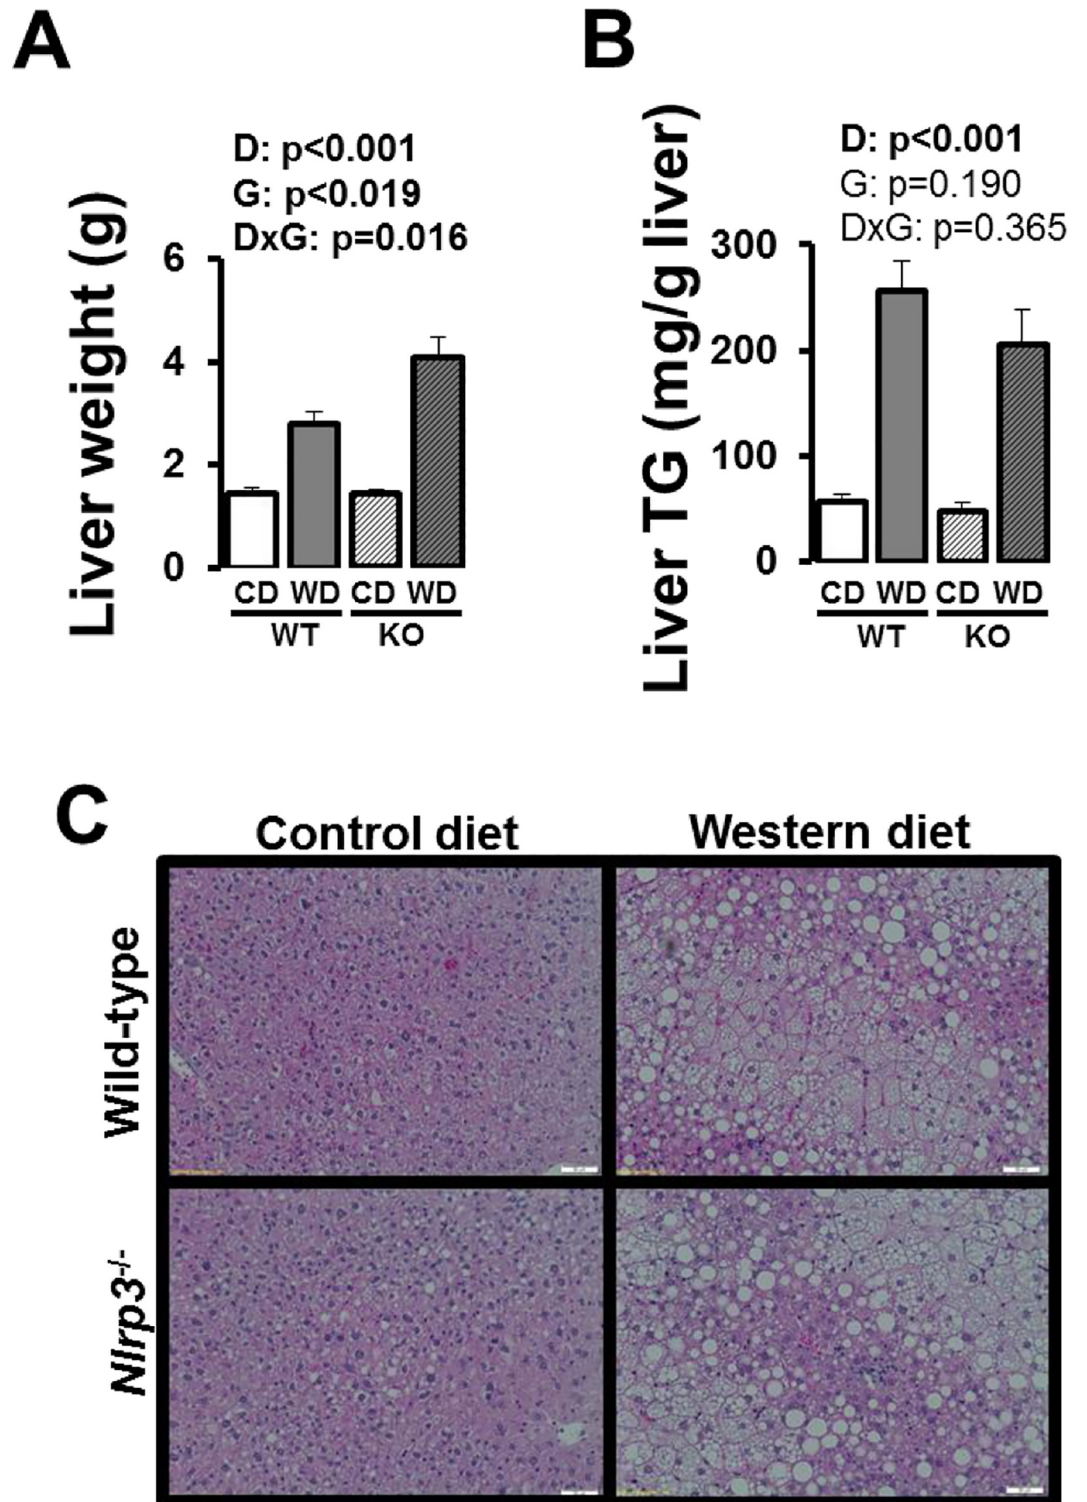 A
D: p<0.001
G: p<0.019
DxG: p=0.016
Liver weight (g)
6
4
2
0
CD WD CD WD
WT KO
B
D: p<0.001
G: p=0.190
DxG: p=0.365
Liver TG (mg/g liver)
300
200
100
0
CD WD CD WD
WT KO
C
Control diet Western diet
Wild-type
Nlrp3-/-